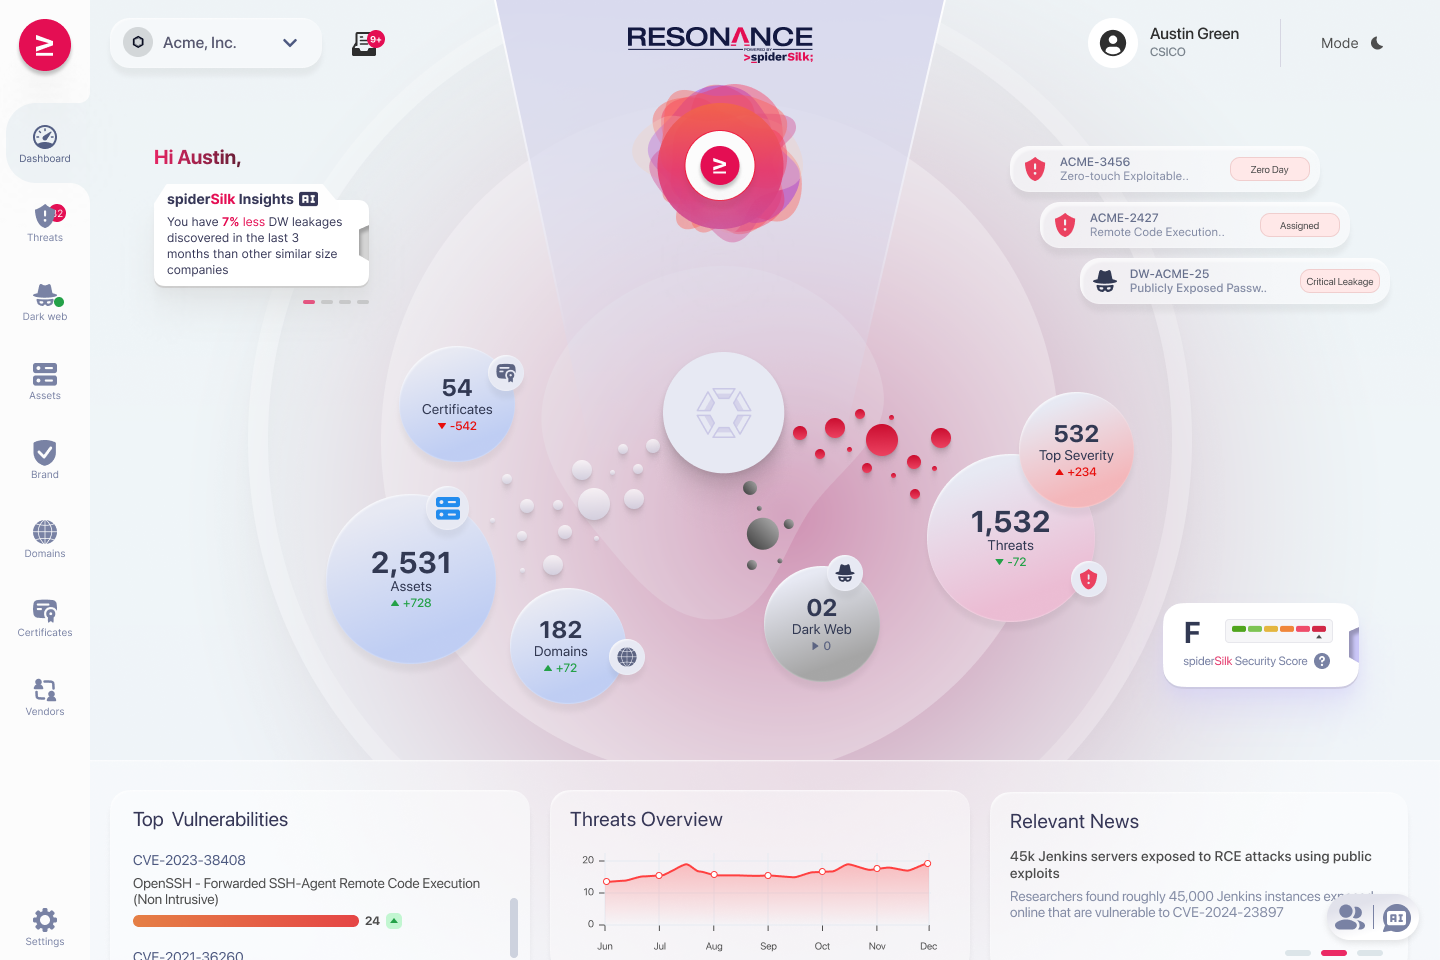 Acme, Inc.
9+
RESONANCE
POWERED BY
>spiderSilk;
Austin Green
CSICO
Mode
Dashboard
Threats
Dark web
Assets
Brand
Domains
Certificates
Vendors
Settings
Hi Austin,
spiderSilk Insights AI
You have 7% less DW leakages
discovered in the last 3
months than other similar size
companies
ACME-3456
Zero-touch Exploitable..
Zero Day
ACME-2427
Remote Code Execution..
Assigned
DW-ACME-25
Publicly Exposed Passw..
Critical Leakage
54
Certificates
-542
2,531
Assets
+728
182
Domains
+72
02
Dark Web
0
532
Top Severity
+234
1,532
Threats
-72
F
spiderSilk Security Score ?
Top Vulnerabilities
CVE-2023-38408
OpenSSH - Forwarded SSH-Agent Remote Code Execution
(Non Intrusive)
24
CVE-2021-36260
Threats Overview
20
10
0
Jun Jul Aug Sep Oct Nov Dec
Relevant News
45k Jenkins servers exposed to RCE attacks using public
exploits
Researchers found roughly 45,000 Jenkins instances exposed
online that are vulnerable to CVE-2024-23897
AI